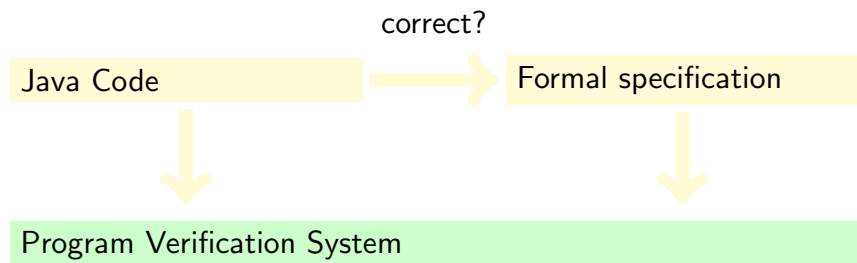 correct?
Java Code
Formal specification
Program Verification System